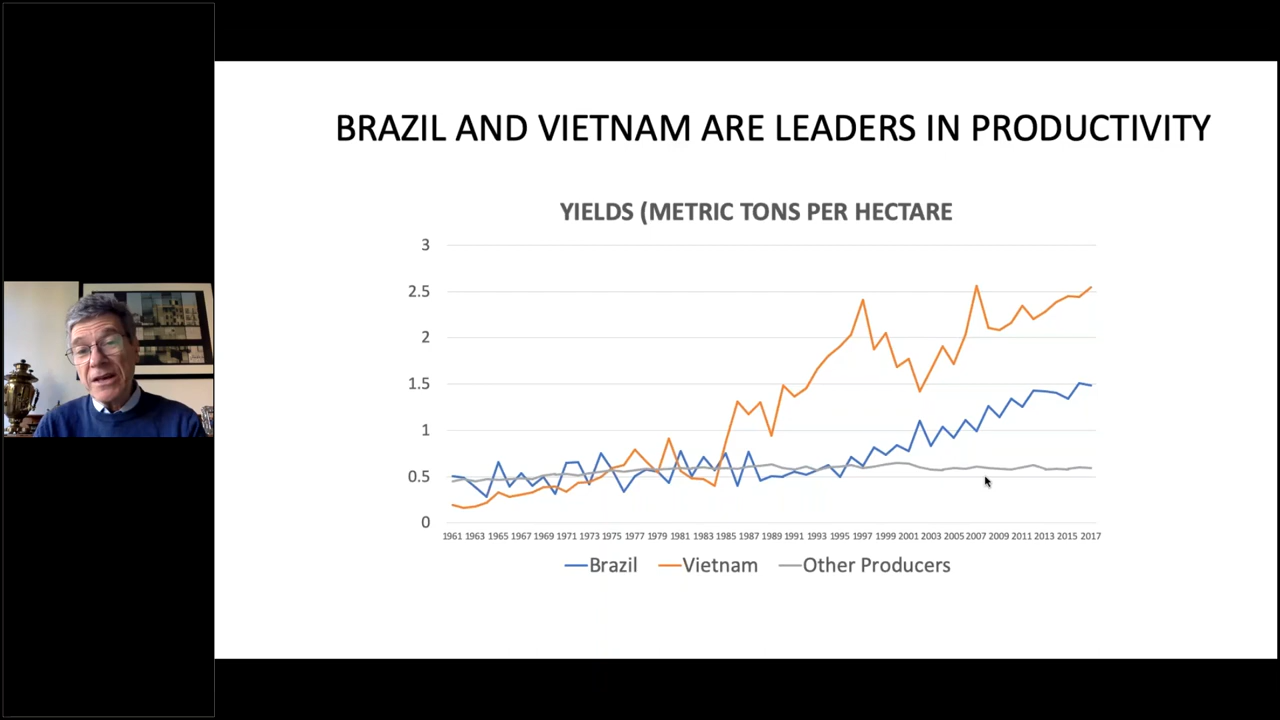 BRAZIL AND VIETNAM ARE LEADERS IN PRODUCTIVITY
YIELDS (METRIC TONS PER HECTARE
3
2.5
2
1.5
1
0.5
0
1961 1963 1965 1967 1969 1971 1973 1975 1977 1979 1981 1983 1985 1987 1989 1991 1993 1995 1997 1999 2001 2003 2005 2007 2009 2011 2013 2015 2017
Brazil Vietnam Other Producers